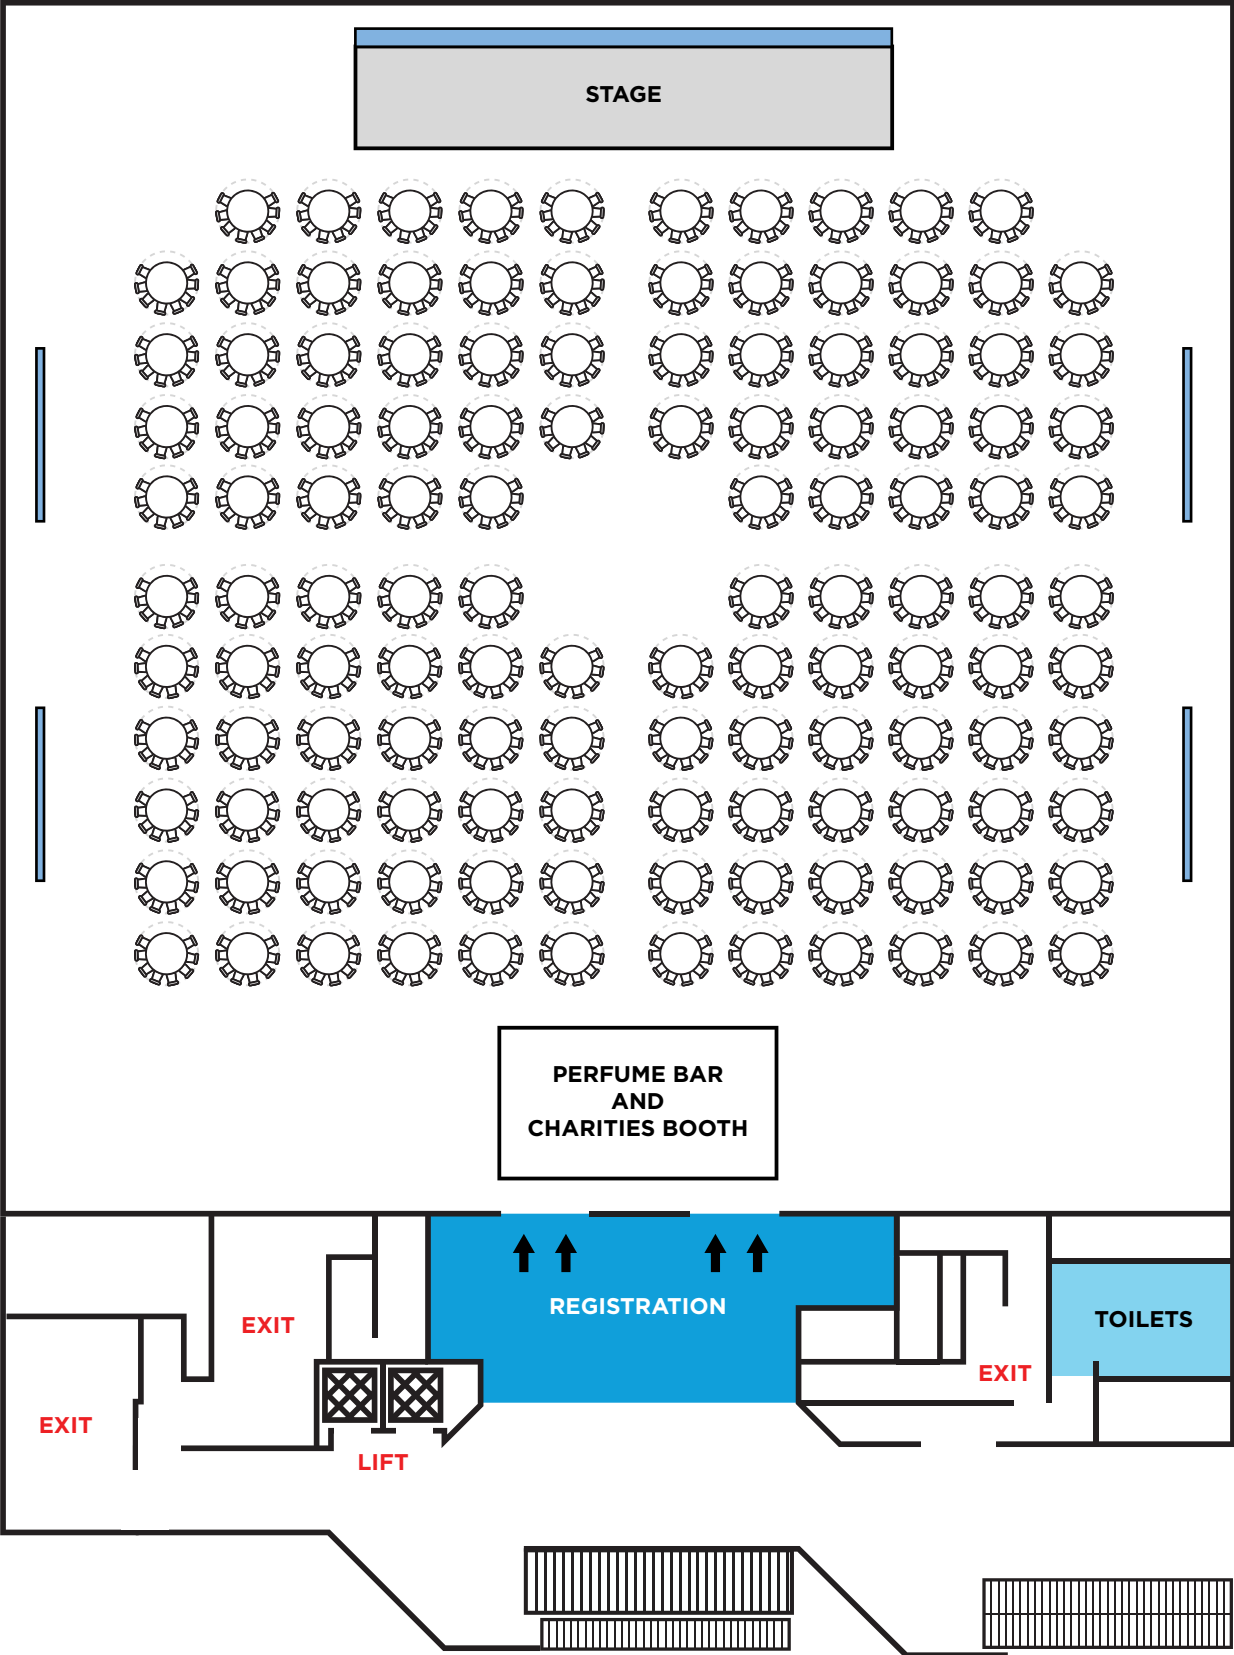 STAGE
PERFUME BAR
AND
CHARITIES BOOTH
REGISTRATION
TOILETS
EXIT
EXIT
EXIT
LIFT